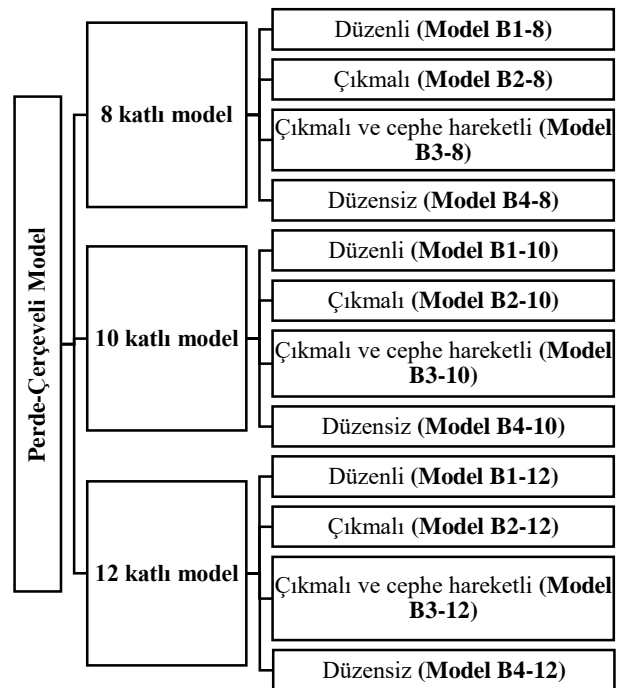 Perde-Çerçeveli Model
8 katlı model
Düzenli (Model B1-8)
Çıkmalı (Model B2-8)
Çıkmalı ve cephe hareketli (Model
B3-8)
Düzensiz (Model B4-8)
10 katlı model
Düzenli (Model B1-10)
Çıkmalı (Model B2-10)
Çıkmalı ve cephe hareketli (Model
B3-10)
Düzensiz (Model B4-10)
12 katlı model
Düzenli (Model B1-12)
Çıkmalı (Model B2-12)
Çıkmalı ve cephe hareketli (Model
B3-12)
Düzensiz (Model B4-12)